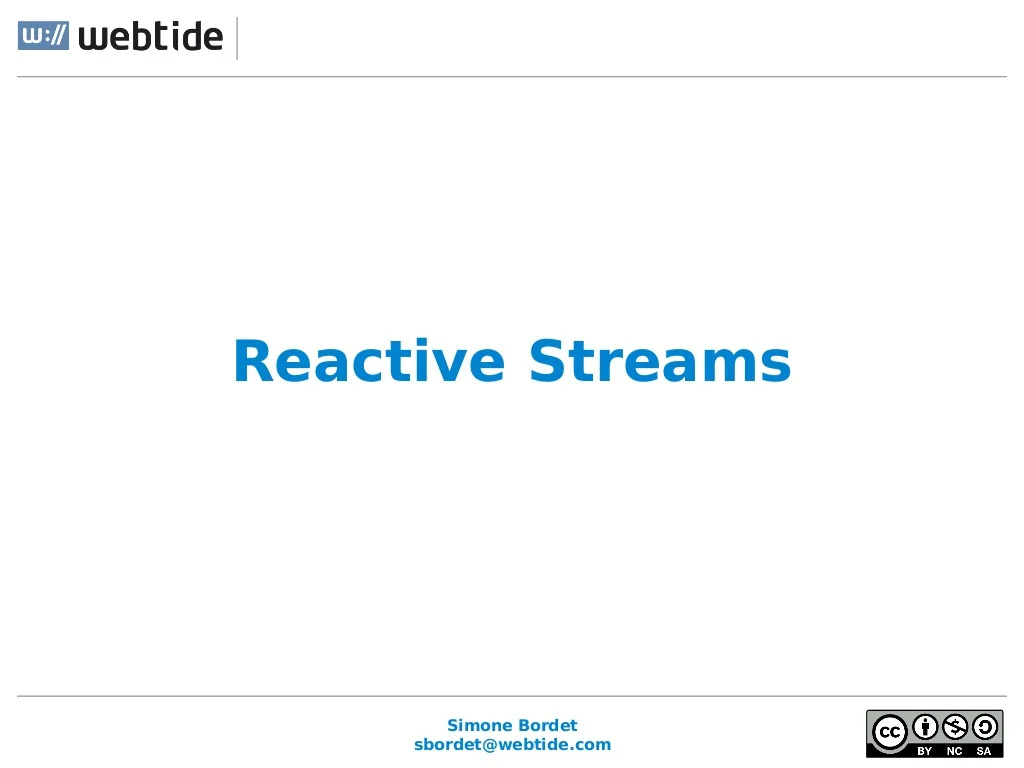 w:// webtide
Reactive Streams
Simone Bordet
sbordet@webtide.com
cc
BY NC SA